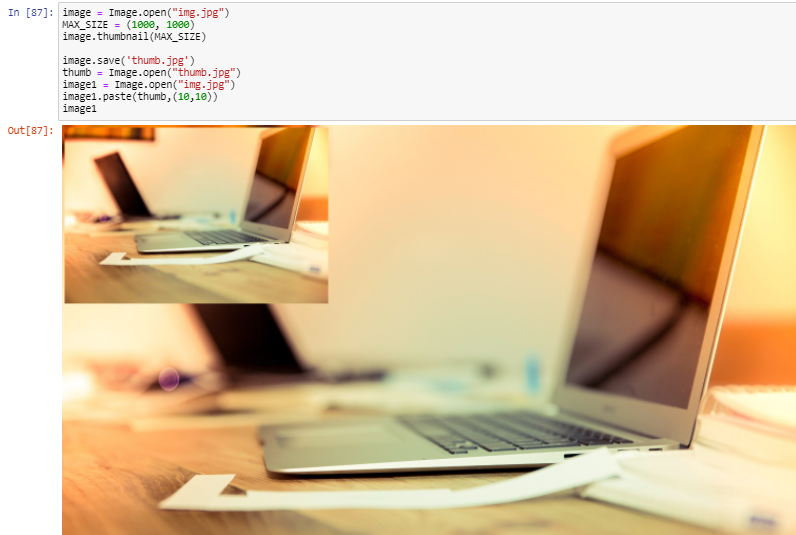 In [87]: image = Image.open("img.jpg")
MAX_SIZE = (1000, 1000)
image.thumbnail(MAX_SIZE)
image.save('thumb.jpg')
thumb = Image.open("thumb.jpg")
image1 = Image.open("img.jpg")
image1.paste(thumb,(10,10))
image1
Out[87]: